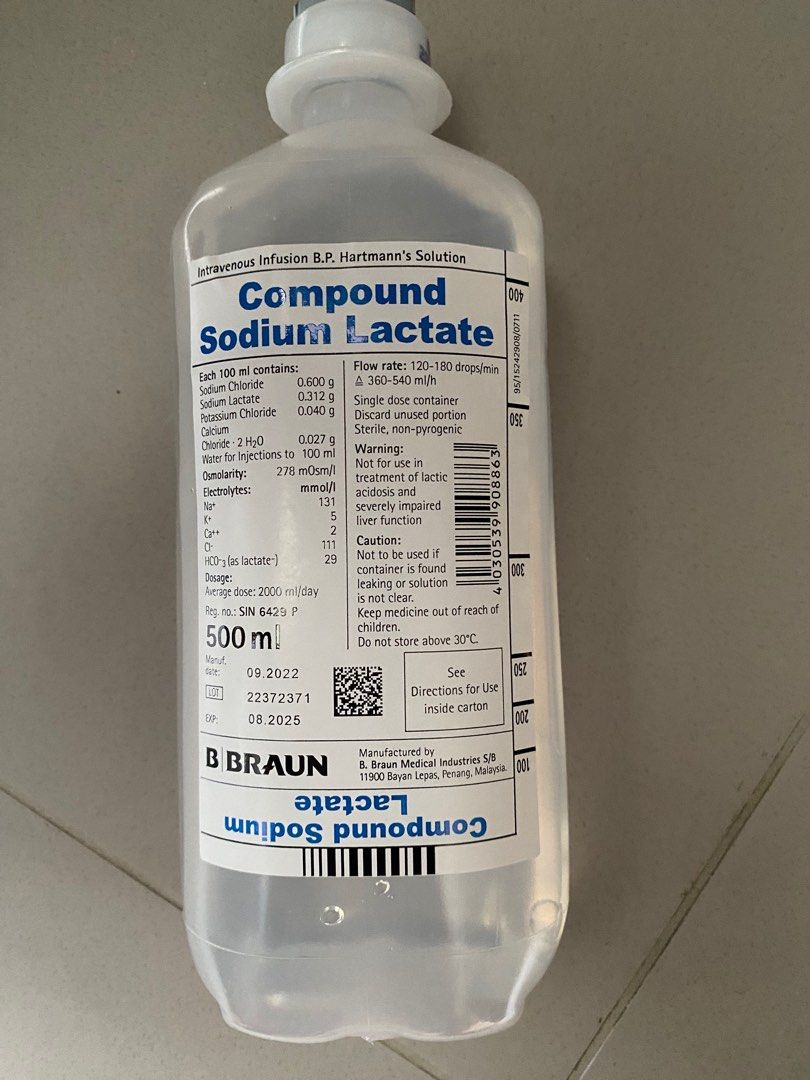 Intravenous Infusion B.P. Hartmann's Solution
Compound
Sodium Lactate
Each 100 ml contains:
Sodium Chloride 0.600 g
Sodium Lactate 0.312 g
Potassium Chloride 0.040 g
Calcium
Chloride · 2 H₂O 0.027 g
Water for Injections to 100 ml
Osmolarity: 278 mOsm/l
Electrolytes: mmol/l
Na+ 131
K+ 5
Ca++ 2
Cl- 111
HCO-3 (as lactate-) 29
Dosage:
Average dose: 2000 ml/day
Reg. no.: SIN 6429 P
500 ml
Flow rate: 120-180 drops/min
≙ 360-540 ml/h
Single dose container
Discard unused portion
Sterile, non-pyrogenic
Warning:
Not for use in
treatment of lactic
acidosis and
severely impaired
liver function
Caution:
Not to be used if
container is found
leaking or solution
is not clear.
Keep medicine out of reach of
children.
Do not store above 30°C.
4 030539 908863
Manuf.
date: 09.2022
LOT 22372371
EXP: 08.2025
See
Directions for Use
inside carton
B BRAUN
Manufactured by
B. Braun Medical Industries S/B
11900 Bayan Lepas, Penang, Malaysia.
Compound Sodium
Lactate
95/15242908/0711
400
350
300
250
200
100